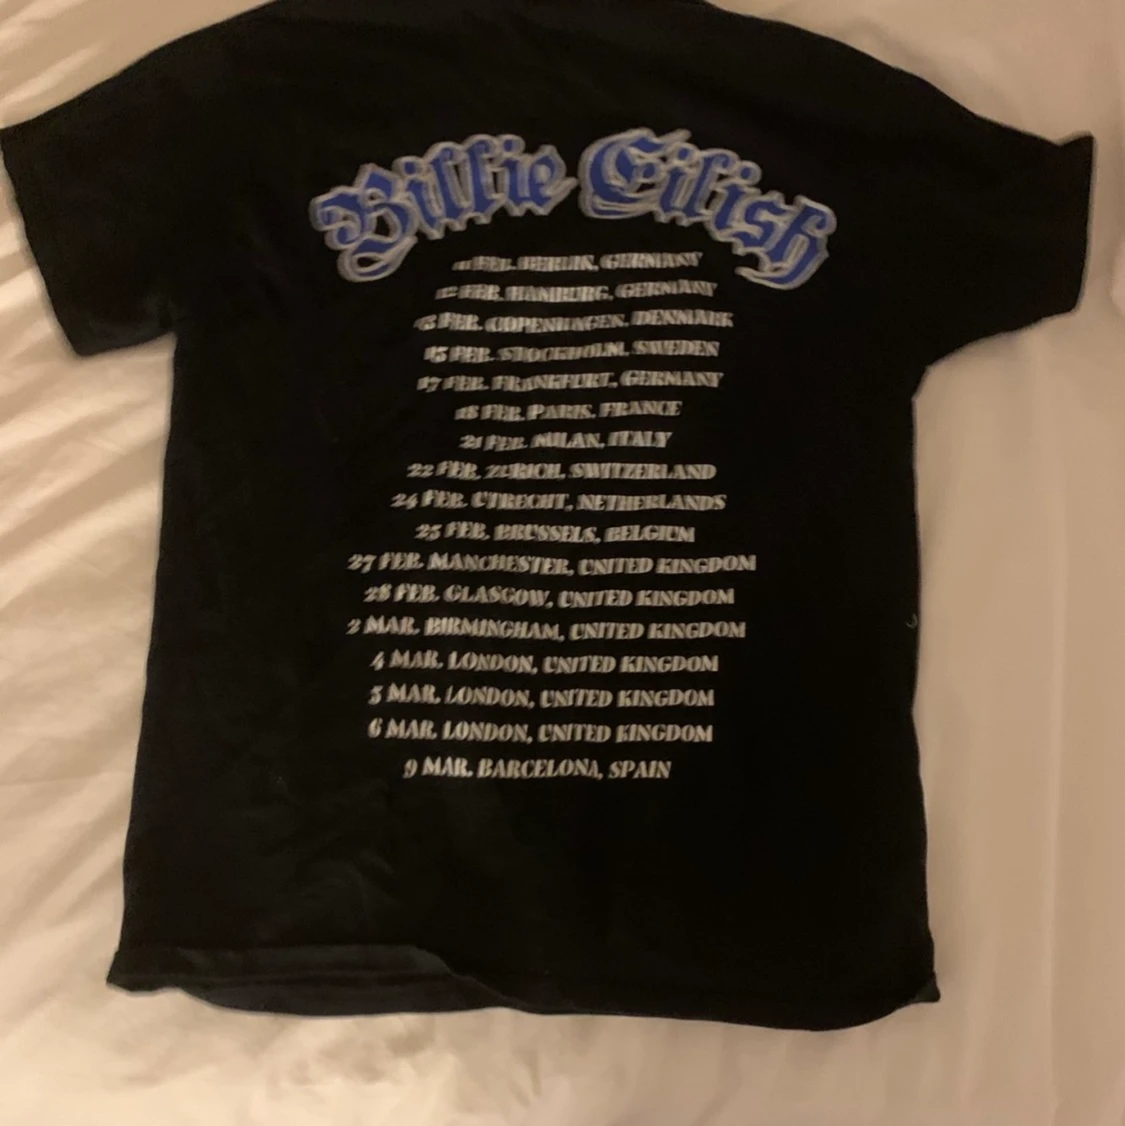 Billie Eilish
11 FEB. BERLIN, GERMANY
12 FEB. HAMBURG, GERMANY
13 FEB. COPENHAGEN, DENMARK
15 FEB. STOCKHOLM, SWEDEN
17 FEB. FRANKFURT, GERMANY
18 FEB. PARIS, FRANCE
21 FEB. MILAN, ITALY
22 FEB. ZURICH, SWITZERLAND
24 FEB. UTRECHT, NETHERLANDS
25 FEB. BRUSSELS, BELGIUM
27 FEB. MANCHESTER, UNITED KINGDOM
28 FEB. GLASGOW, UNITED KINGDOM
2 MAR. BIRMINGHAM, UNITED KINGDOM
4 MAR. LONDON, UNITED KINGDOM
5 MAR. LONDON, UNITED KINGDOM
6 MAR. LONDON, UNITED KINGDOM
9 MAR. BARCELONA, SPAIN